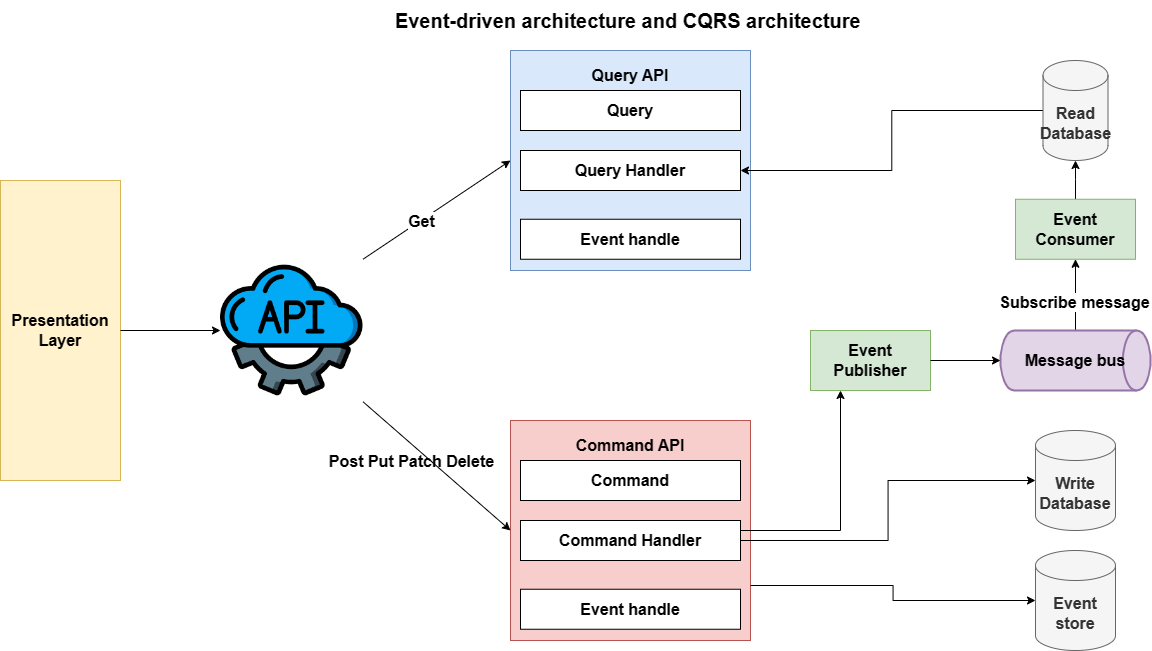 Event-driven architecture and CQRS architecture
Query API
Query
Query Handler
Event handle
Read
Database
Event
Consumer
Subscribe message
Message bus
Event
Publisher
Get
Presentation
Layer
API
Post Put Patch Delete
Command API
Command
Command Handler
Event handle
Write
Database
Event
store